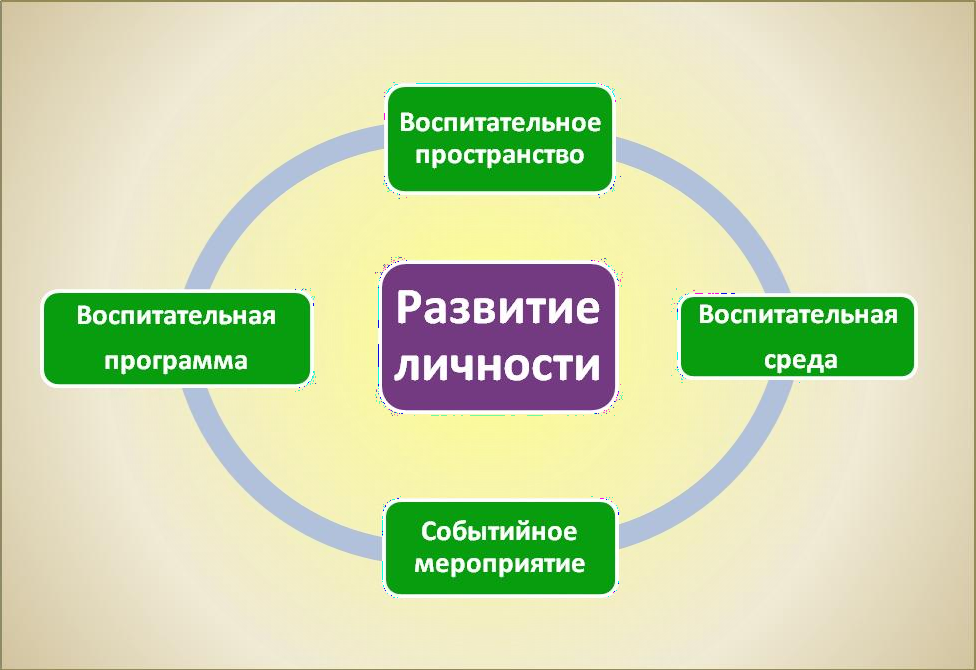 Воспитательное
пространство
Развитие
личности
Воспитательная
программа
Воспитательная
среда
Событийное
мероприятие